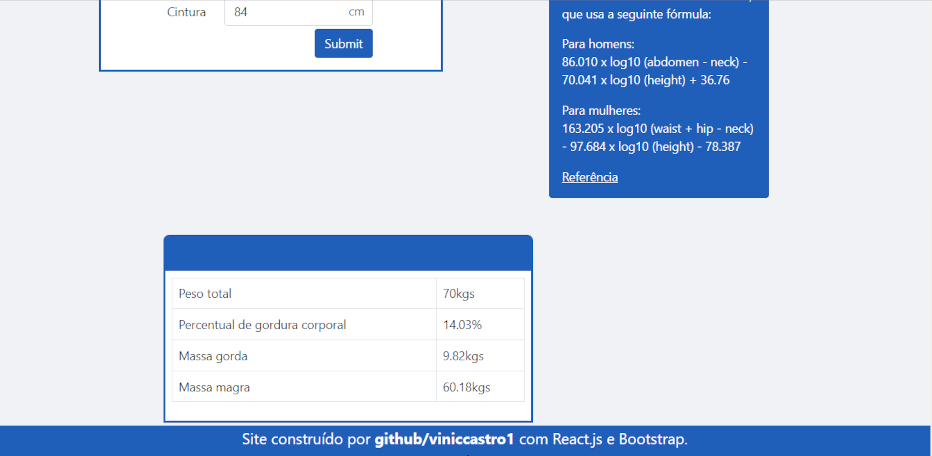 Cintura 84 cm
Submit
que usa a seguinte fórmula:
Para homens:
86.010 x log10 (abdomen - neck) -
70.041 x log10 (height) + 36.76
Para mulheres:
163.205 x log10 (waist + hip - neck)
- 97.684 x log10 (height) - 78.387
Referência
Peso total 70kgs
Percentual de gordura corporal 14.03%
Massa gorda 9.82kgs
Massa magra 60.18kgs
Site construído por github/viniccastro1 com React.js e Bootstrap.